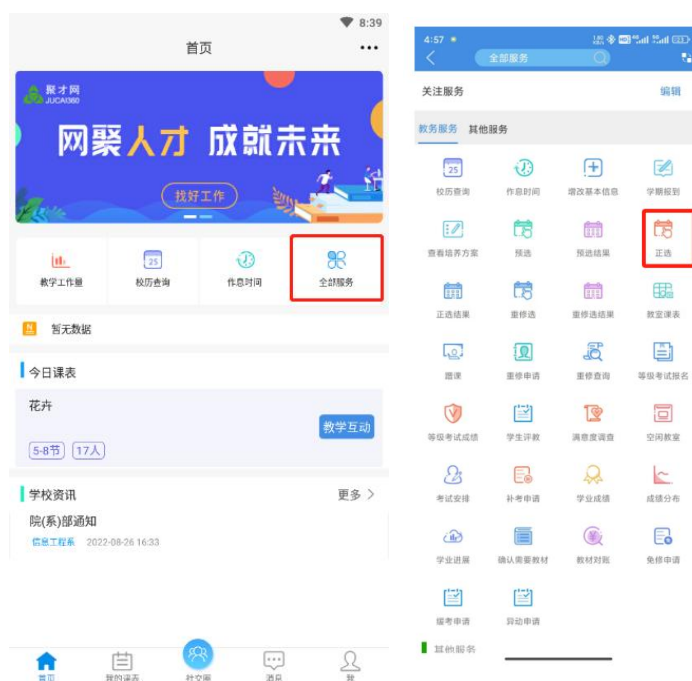 8:39
首页
聚才网
JUCAI360
网聚人才 成就未来
找好工作
教学工作量
25
校历查询
作息时间
全部服务
暂无数据
今日课表
花卉
教学互动
5-8节 17人
学校资讯 更多
院(系)部通知
信息工程系 2022-08-26 16:33
首页 我的课表 社交圈 消息 我
4:57
全部服务
关注服务 编辑
教务服务 其他服务
25
校历查询 作息时间 增改基本信息 学期报到
查看培养方案 预选 预选结果 正选
正选结果 重修选 重修选结果 教室课表
蹭课 重修申请 重修查询 等级考试报名
等级考试成绩 学生评教 满意度调查 空闲教室
考试安排 补考申请 学业成绩 成绩分布
学业进展 确认需要教材 教材对账 免修申请
缓考申请 异动申请
其他服务